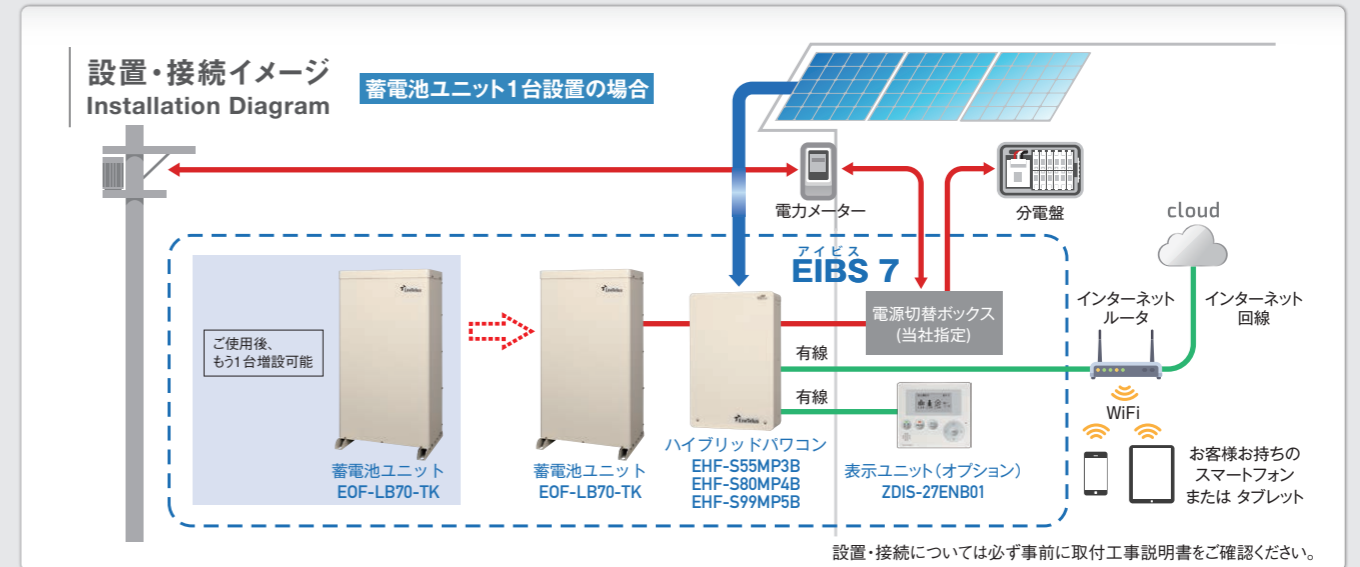 設置・接続イメージ
Installation Diagram
蓄電池ユニット1台設置の場合
電力メーター
分電盤
cloud
アイビス
EIBS 7
インターネット
ルータ
インターネット
回線
電源切替ボックス
(当社指定)
ご使用後、
もう1台増設可能
有線
有線
WiFi
蓄電池ユニット
EOF-LB70-TK
蓄電池ユニット
EOF-LB70-TK
ハイブリッドパワコン
EHF-S55MP3B
EHF-S80MP4B
EHF-S99MP5B
表示ユニット(オプション)
ZDIS-27ENB01
お客様お持ちの
スマートフォン
または タブレット
設置・接続については必ず事前に取付工事説明書をご確認ください。